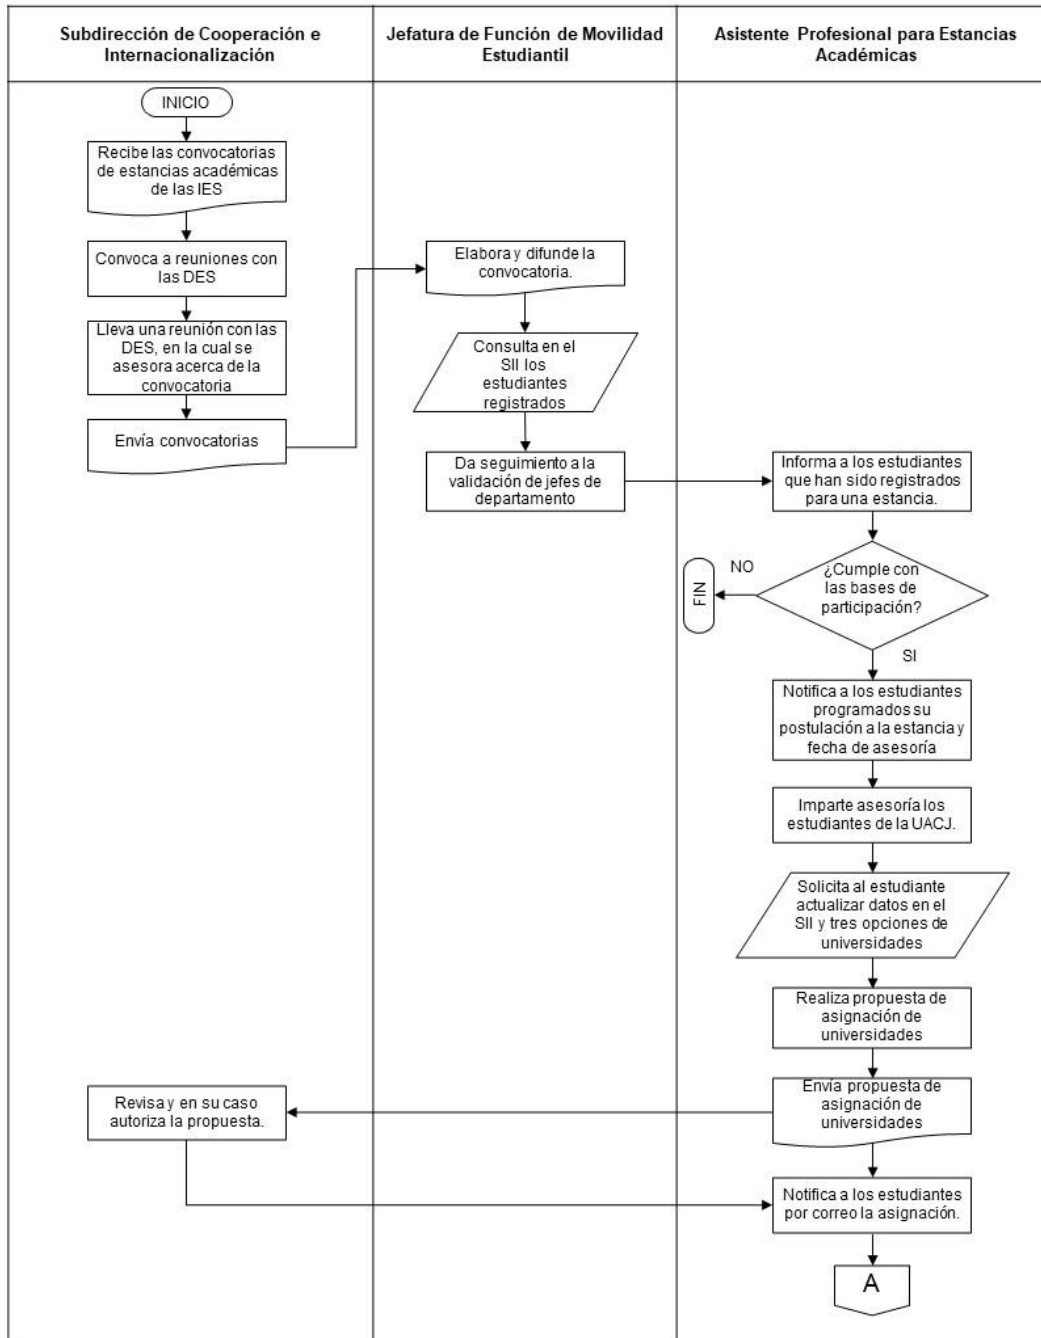 Subdirección de Cooperación e
Internacionalización
Jefatura de Función de Movilidad
Estudiantil
Asistente Profesional para Estancias
Académicas
INICIO
Recibe las convocatorias
de estancias académicas
de las IES
Convoca a reuniones con
las DES
Lleva una reunión con las
DES, en la cual se
asesora acerca de la
convocatoria
Envía convocatorias
Elabora y difunde la
convocatoria.
Consulta en el
SII los
estudiantes
registrados
Da seguimiento a la
validación de jefes de
departamento
Informa a los estudiantes
que han sido registrados
para una estancia.
¿Cumple con
las bases de
participación?
NO
FIN
SI
Notifica a los estudiantes
programados su
postulación a la estancia y
fecha de asesoría
Imparte asesoría los
estudiantes de la UACJ.
Solicita al estudiante
actualizar datos en el
SII y tres opciones de
universidades
Realiza propuesta de
asignación de
universidades
Envía propuesta de
asignación de
universidades
Revisa y en su caso
autoriza la propuesta.
Notifica a los estudiantes
por correo la asignación.
A